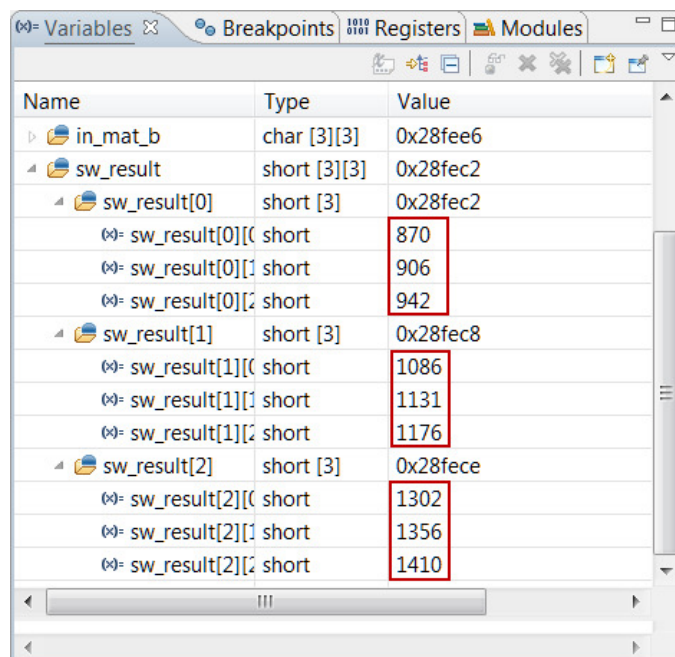 (x)= Variables Breakpoints 1010 0101 Registers Modules
Name Type Value
in_mat_b char [3][3] 0x28fee6
sw_result short [3][3] 0x28fec2
sw_result[0] short [3] 0x28fec2
(x)= sw_result[0][0 short 870
(x)= sw_result[0][1 short 906
(x)= sw_result[0][2 short 942
sw_result[1] short [3] 0x28fec8
(x)= sw_result[1][0 short 1086
(x)= sw_result[1][1 short 1131
(x)= sw_result[1][2 short 1176
sw_result[2] short [3] 0x28fece
(x)= sw_result[2][0 short 1302
(x)= sw_result[2][1 short 1356
(x)= sw_result[2][2 short 1410